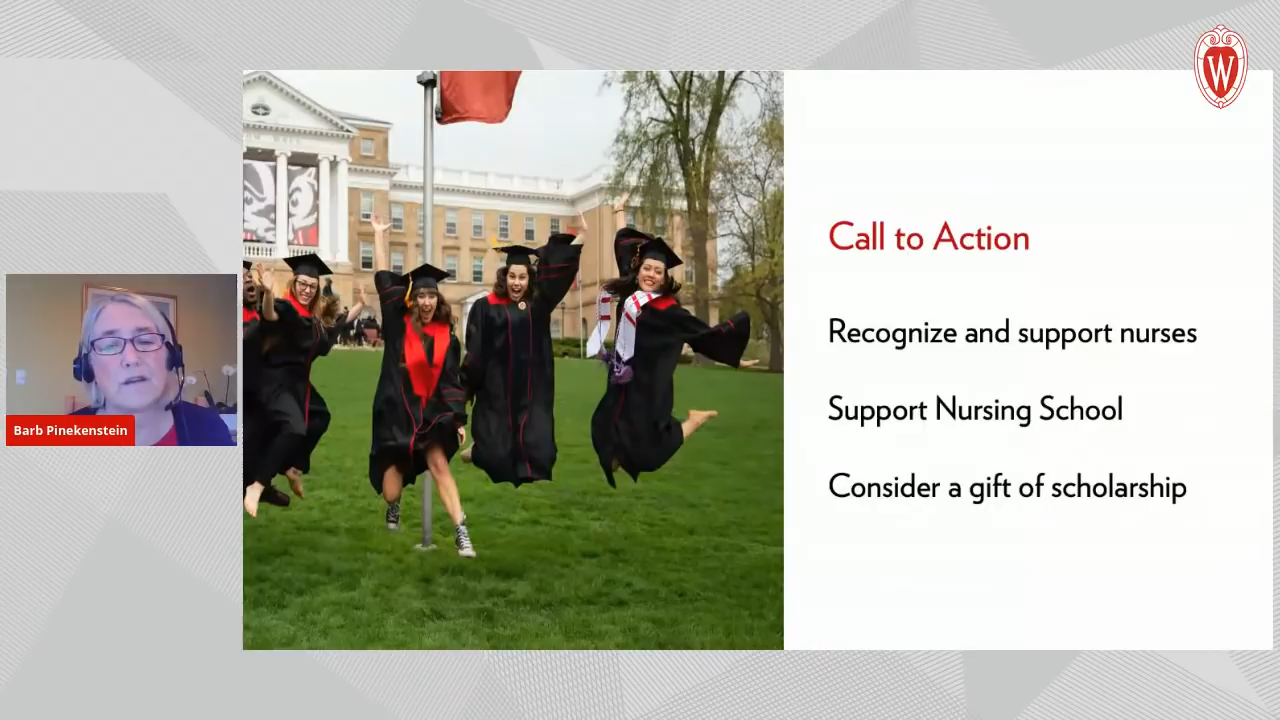 W
Call to Action
Recognize and support nurses
Support Nursing School
Consider a gift of scholarship
Barb Pinekenstein